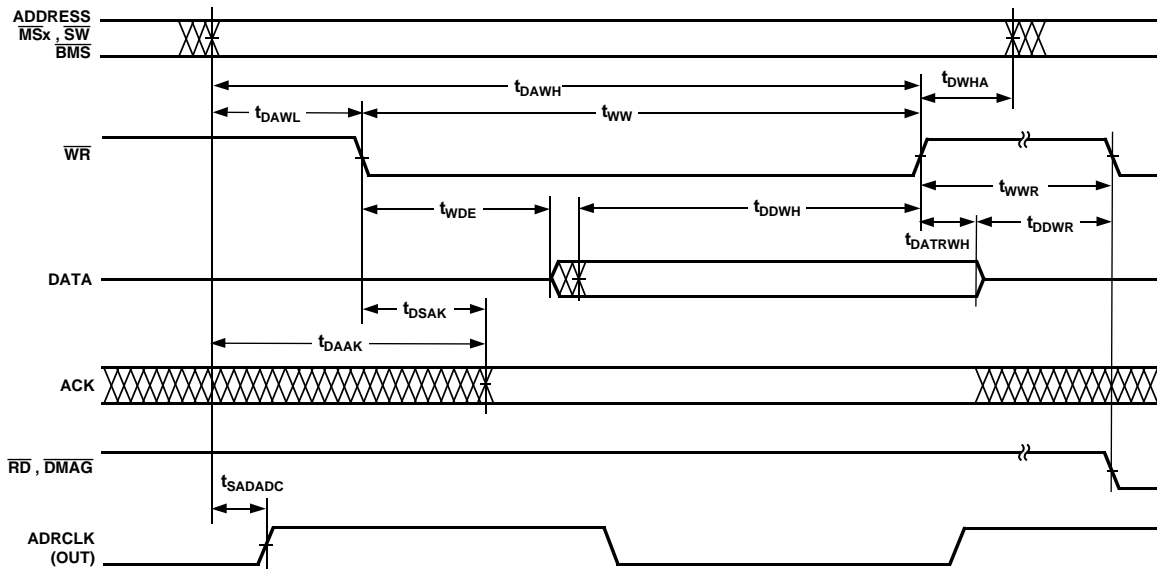 ADDRESS
MSx , SW
BMS
tDAWH
tDWHA
tDAWL
tWW
WR
tWWR
tWDE
tDDWH
tDATRWH
tDDWR
DATA
tDSAK
tDAAK
ACK
RD , DMAG
tSADADC
ADRCLK
(OUT)